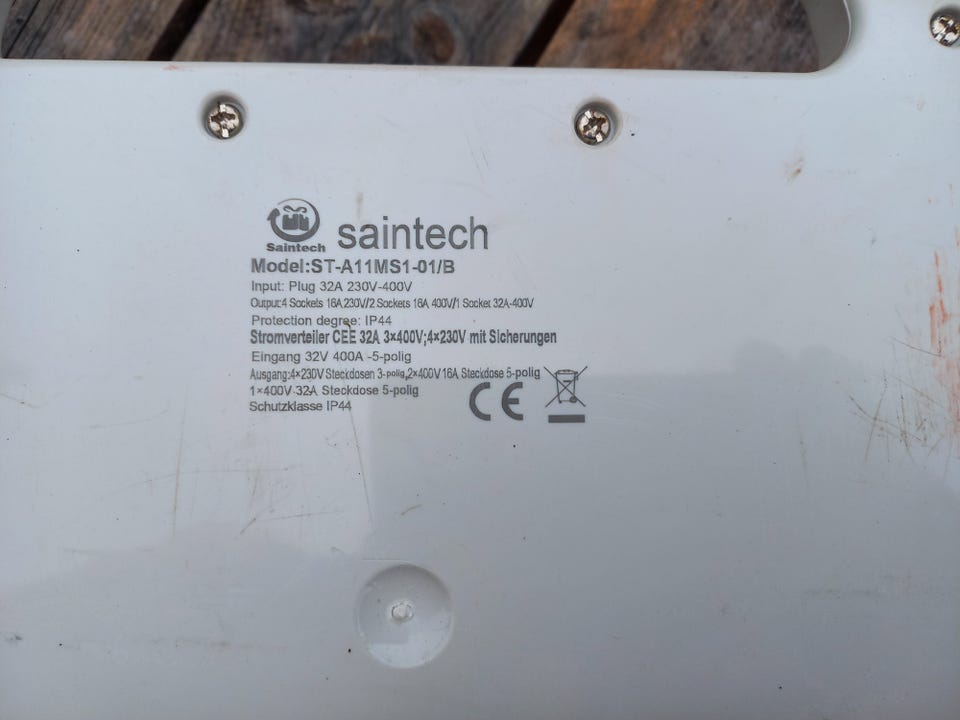 Saintech
saintech
Model:ST-A11MS1-01/B
Input: Plug 32A 230V-400V
Output:4 Sockets 16A 230V/2 Sockets 16A 400V/1 Socket 32A-400V
Protection degree: IP44
Stromverteiler CEE 32A 3×400V;4×230V mit Sicherungen
Eingang 32V 400A -5-polig
Ausgang:4×230V Steckdosen 3-polig,2×400V 16A Steckdose 5-polig
1×400V-32A Steckdose 5-polig
Schutzklasse IP44
CE